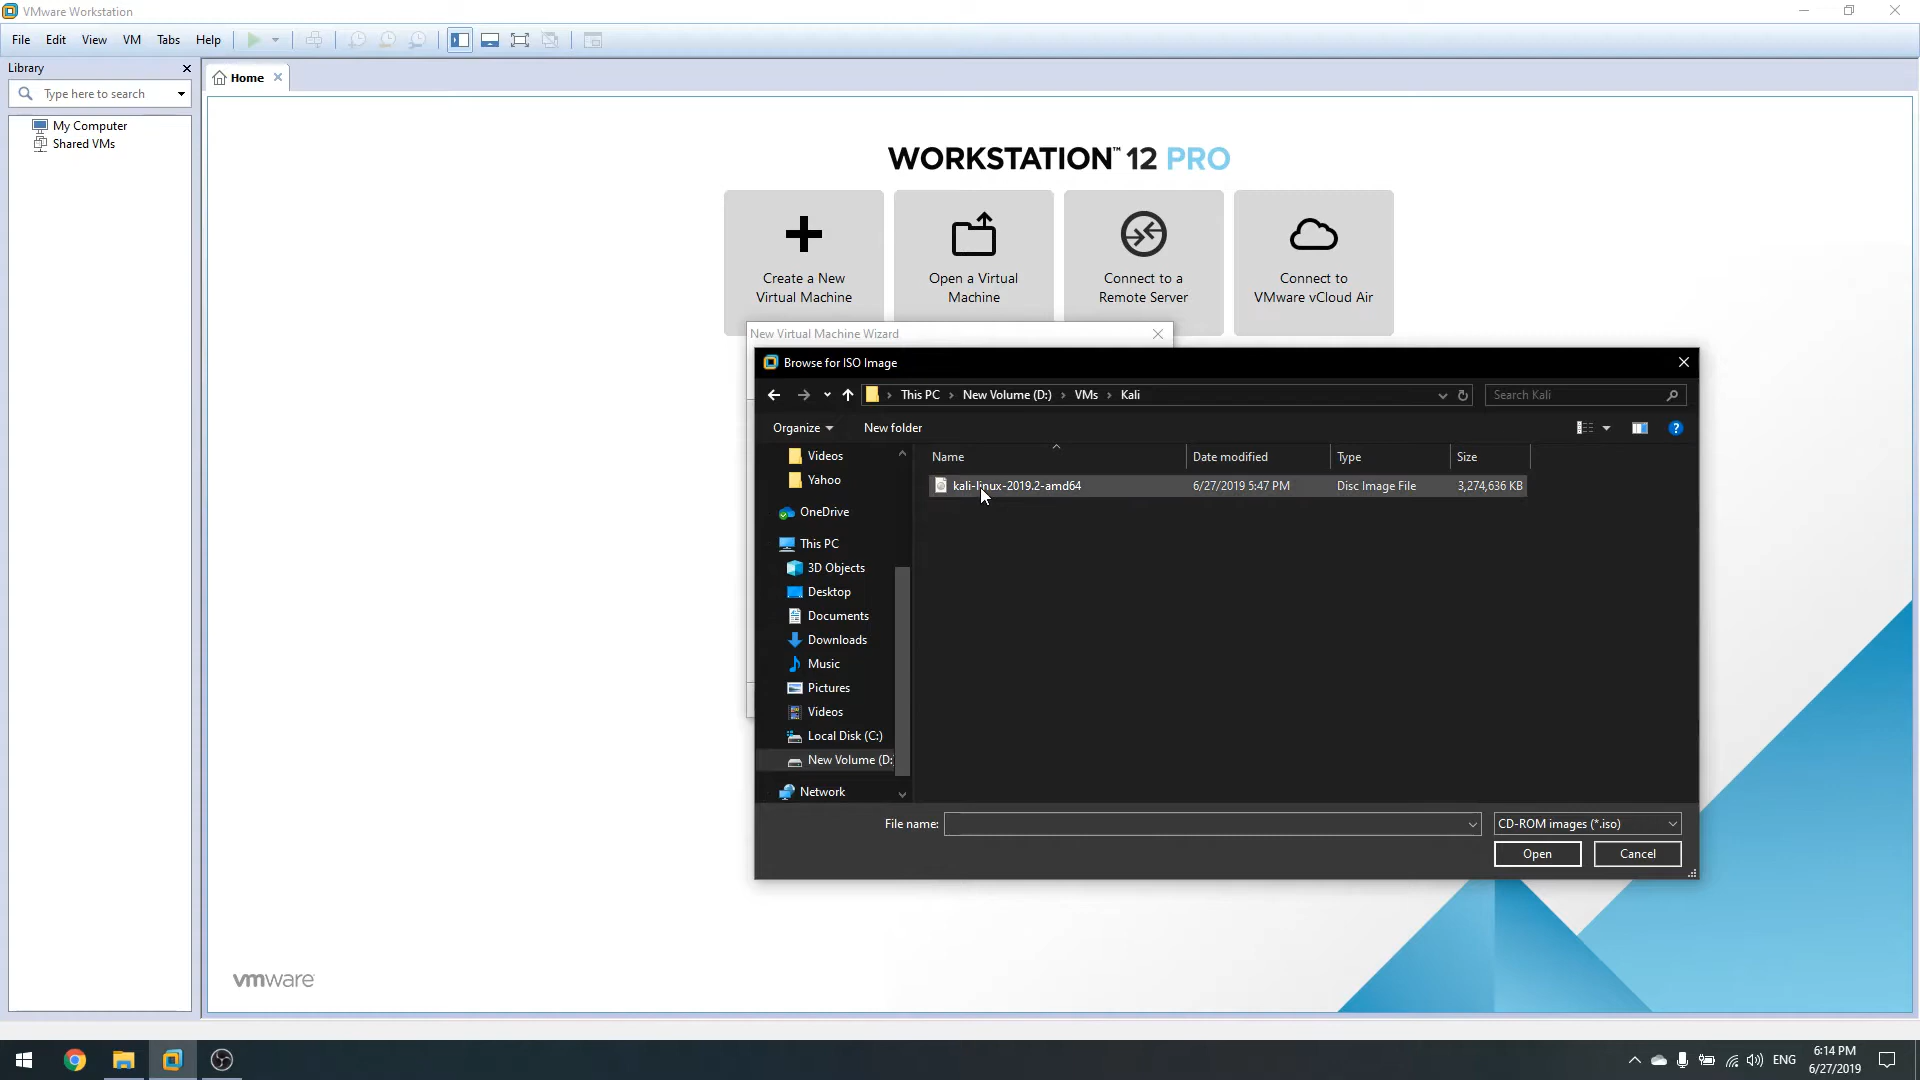 VMware Workstation
File Edit View VM Tabs Help
Library
Type here to search
My Computer
Shared VMs
Home
WORKSTATION™ 12 PRO
Create a New
Virtual Machine
Open a Virtual
Machine
Connect to a
Remote Server
Connect to
VMware vCloud Air
New Virtual Machine Wizard
Browse for ISO Image
This PC New Volume (D:) VMs Kali
Search Kali
Organize New folder
Name Date modified Type Size
kali-linux-2019.2-amd64 6/27/2019 5:47 PM Disc Image File 3,274,636 KB
Videos
Yahoo
OneDrive
This PC
3D Objects
Desktop
Documents
Downloads
Music
Pictures
Videos
Local Disk (C:)
New Volume (D:
Network
File name:
CD-ROM images (*.iso)
Open Cancel
vmware
ENG
6:14 PM
6/27/2019